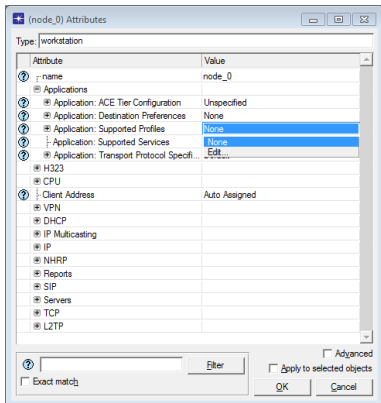 (node_0) Attributes
Type: workstation
Attribute Value
name node_0
Applications
Application: ACE Tier Configuration Unspecified
Application: Destination Preferences None
Application: Supported Profiles None
Application: Supported Services None
Application: Transport Protocol Specifi... Edit...
H323
CPU
Client Address Auto Assigned
VPN
DHCP
IP Multicasting
IP
NHRP
Reports
SIP
Servers
TCP
L2TP
Advanced
Filter Apply to selected objects
Exact match OK Cancel